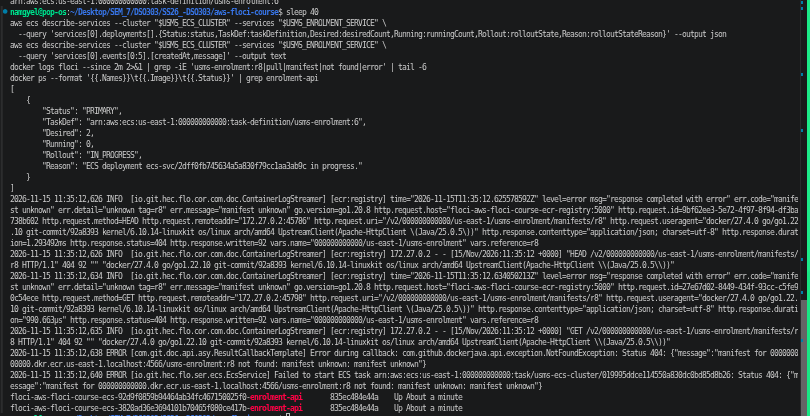 arn:aws:ecs:us-east-1:000000000000:task-definition/usms-enrolment:6
namgyel@pop-os:~/Desktop/SEM_7/DSO303/SS26_-DSO303/aws-floci-course$ sleep 40
aws ecs describe-services --cluster "$USMS_ECS_CLUSTER" --services "$USMS_ENROLMENT_SERVICE" \
--query 'services[0].deployments[].{Status:status,TaskDef:taskDefinition,Desired:desiredCount,Running:runningCount,Rollout:rolloutState,Reason:rolloutStateReason}' --output json
aws ecs describe-services --cluster "$USMS_ECS_CLUSTER" --services "$USMS_ENROLMENT_SERVICE" \
--query 'services[0].events[0:5].[createdAt,message]' --output text
docker logs floci --since 2m 2>&1 | grep -iE 'usms-enrolment:r8|pull|manifest|not found|error' | tail -6
docker ps --format '{{.Names}}\t{{.Image}}\t{{.Status}}' | grep enrolment-api
[
{
"Status": "PRIMARY",
"TaskDef": "arn:aws:ecs:us-east-1:000000000000:task-definition/usms-enrolment:6",
"Desired": 2,
"Running": 0,
"Rollout": "IN_PROGRESS",
"Reason": "ECS deployment ecs-svc/2dff0fb745634a5a830f79cc1aa3ab9c in progress."
}
]
2026-11-15 11:35:12,626 INFO [io.git.hec.flo.cor.com.doc.ContainerLogStreamer] [ecr:registry] time="2026-11-15T11:35:12.625578592Z" level=error msg="response completed with error" err.code="manife
st unknown" err.detail="unknown tag=r8" err.message="manifest unknown" go.version=go1.20.8 http.request.host="floci-aws-floci-course-ecr-registry:5000" http.request.id=9bf62ee3-5e72-4f97-8f94-df3ba
738b602 http.request.method=HEAD http.request.remoteaddr="172.27.0.2:45786" http.request.uri="/v2/000000000000/us-east-1/usms-enrolment/manifests/r8" http.request.useragent="docker/27.4.0 go/go1.22
.10 git-commit/92a8393 kernel/6.10.14-linuxkit os/linux arch/amd64 UpstreamClient(Apache-HttpClient \(Java/25.0.5\))" http.response.contenttype="application/json; charset=utf-8" http.response.durat
ion=1.293492ms http.response.status=404 http.response.written=92 vars.name="000000000000/us-east-1/usms-enrolment" vars.reference=r8
2026-11-15 11:35:12,626 INFO [io.git.hec.flo.cor.com.doc.ContainerLogStreamer] [ecr:registry] 172.27.0.2 - - [15/Nov/2026:11:35:12 +0000] "HEAD /v2/000000000000/us-east-1/usms-enrolment/manifests/
r8 HTTP/1.1" 404 92 "" "docker/27.4.0 go/go1.22.10 git-commit/92a8393 kernel/6.10.14-linuxkit os/linux arch/amd64 UpstreamClient(Apache-HttpClient \\(Java/25.0.5\\))"
2026-11-15 11:35:12,634 INFO [io.git.hec.flo.cor.com.doc.ContainerLogStreamer] [ecr:registry] time="2026-11-15T11:35:12.634050213Z" level=error msg="response completed with error" err.code="manife
st unknown" err.detail="unknown tag=r8" err.message="manifest unknown" go.version=go1.20.8 http.request.host="floci-aws-floci-course-ecr-registry:5000" http.request.id=27e67d02-8449-434f-93cc-c5fe9
0c54ece http.request.method=GET http.request.remoteaddr="172.27.0.2:45798" http.request.uri="/v2/000000000000/us-east-1/usms-enrolment/manifests/r8" http.request.useragent="docker/27.4.0 go/go1.22.
10 git-commit/92a8393 kernel/6.10.14-linuxkit os/linux arch/amd64 UpstreamClient(Apache-HttpClient \(Java/25.0.5\))" http.response.contenttype="application/json; charset=utf-8" http.response.durati
on="990.663µs" http.response.status=404 http.response.written=92 vars.name="000000000000/us-east-1/usms-enrolment" vars.reference=r8
2026-11-15 11:35:12,635 INFO [io.git.hec.flo.cor.com.doc.ContainerLogStreamer] [ecr:registry] 172.27.0.2 - - [15/Nov/2026:11:35:12 +0000] "GET /v2/000000000000/us-east-1/usms-enrolment/manifests/r
8 HTTP/1.1" 404 92 "" "docker/27.4.0 go/go1.22.10 git-commit/92a8393 kernel/6.10.14-linuxkit os/linux arch/amd64 UpstreamClient(Apache-HttpClient \\(Java/25.0.5\\))"
2026-11-15 11:35:12,638 ERROR [com.git.doc.api.asy.ResultCallbackTemplate] Error during callback: com.github.dockerjava.api.exception.NotFoundException: Status 404: {"message":"manifest for 0000000
00000.dkr.ecr.us-east-1.localhost:4566/usms-enrolment:r8 not found: manifest unknown: manifest unknown"}
2026-11-15 11:35:12,640 ERROR [io.git.hec.flo.ser.ecs.EcsService] Failed to start ECS task arn:aws:ecs:us-east-1:000000000000:task/usms-ecs-cluster/019995ddce114550a830dc0bd85d8b26: Status 404: {"m
essage":"manifest for 000000000000.dkr.ecr.us-east-1.localhost:4566/usms-enrolment:r8 not found: manifest unknown: manifest unknown"}
floci-aws-floci-course-ecs-92d9f0859b94464ab34fc467150025f0-enrolment-api 835ec484e44a Up About a minute
floci-aws-floci-course-ecs-3820ad36e3694101b70465f080ce417b-enrolment-api 835ec484e44a Up About a minute